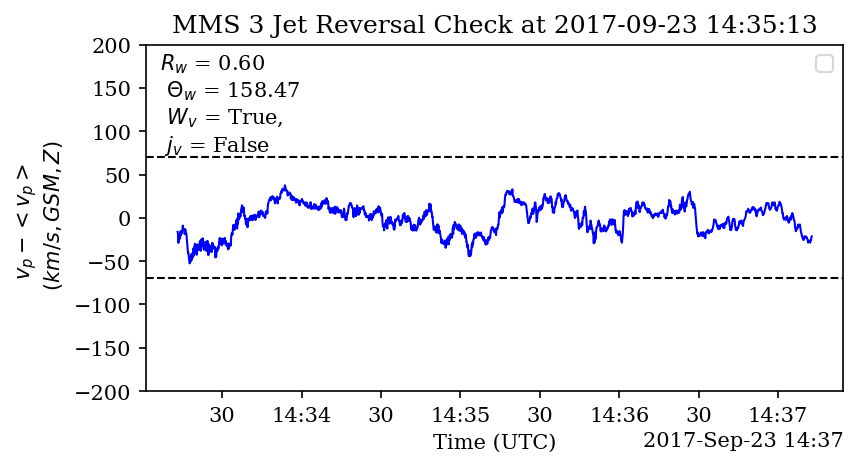 MMS 3 Jet Reversal Check at 2017-09-23 14:35:13
200
150
100
50
0
−50
−100
−150
−200
v_p − < v_p >
(km/s, GSM, Z)
R_w = 0.60
Θ_w = 158.47
W_v = True,
j_v = False
30 14:34 30 14:35 30 14:36 30 14:37
Time (UTC)
2017-Sep-23 14:37